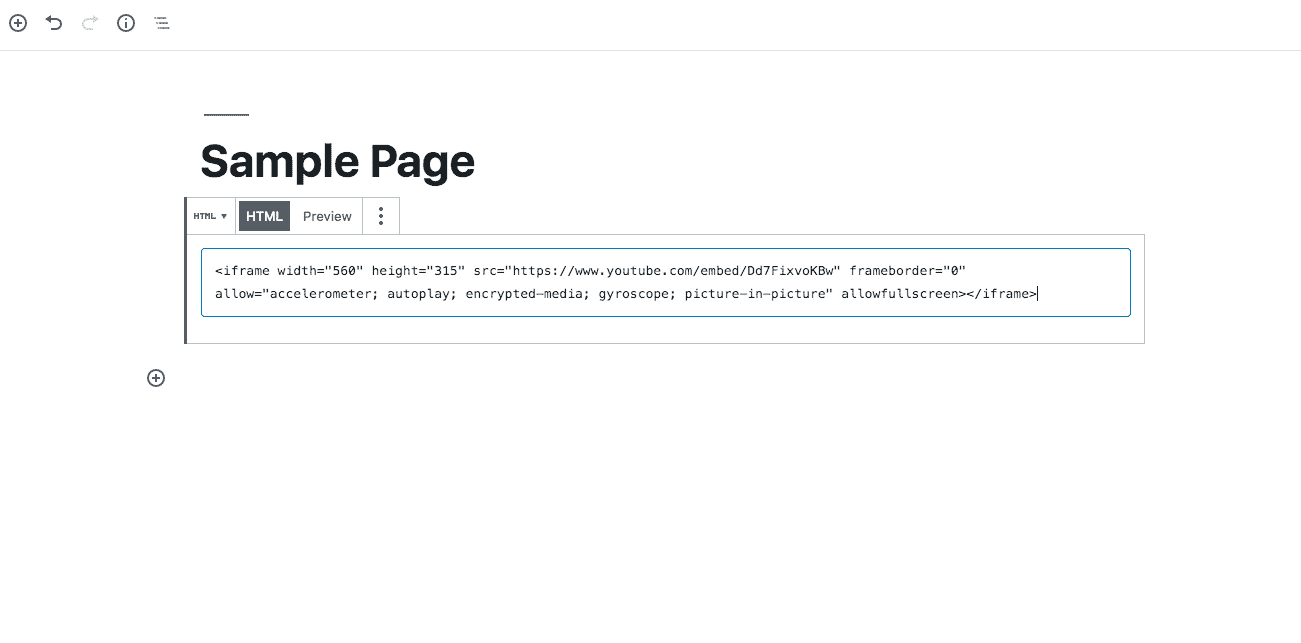 Sample Page
HTML HTML Preview
<iframe width="560" height="315" src="https://www.youtube.com/embed/Dd7FixvoKBw" frameborder="0"
allow="accelerometer; autoplay; encrypted-media; gyroscope; picture-in-picture" allowfullscreen></iframe>